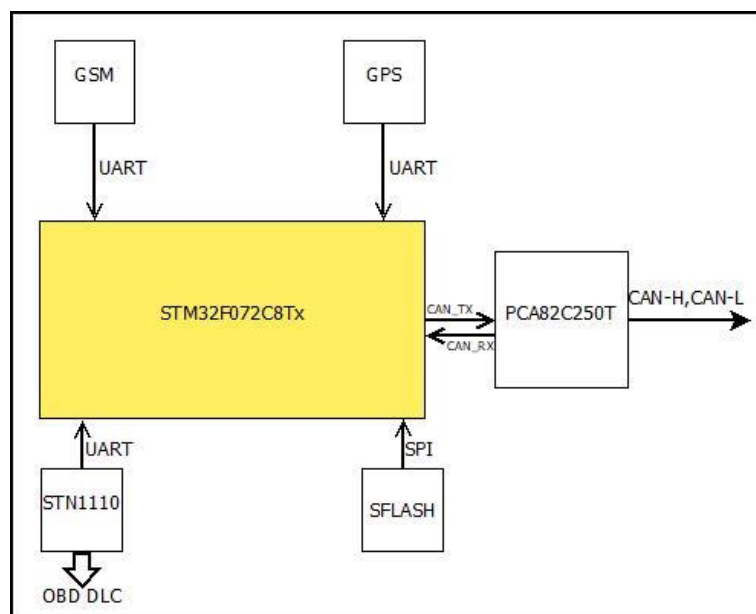 GSM
GPS
UART
UART
STM32F072C8Tx
CAN_TX
CAN_RX
PCA82C250T
CAN-H,CAN-L
UART
SPI
STN1110
SFLASH
OBD DLC